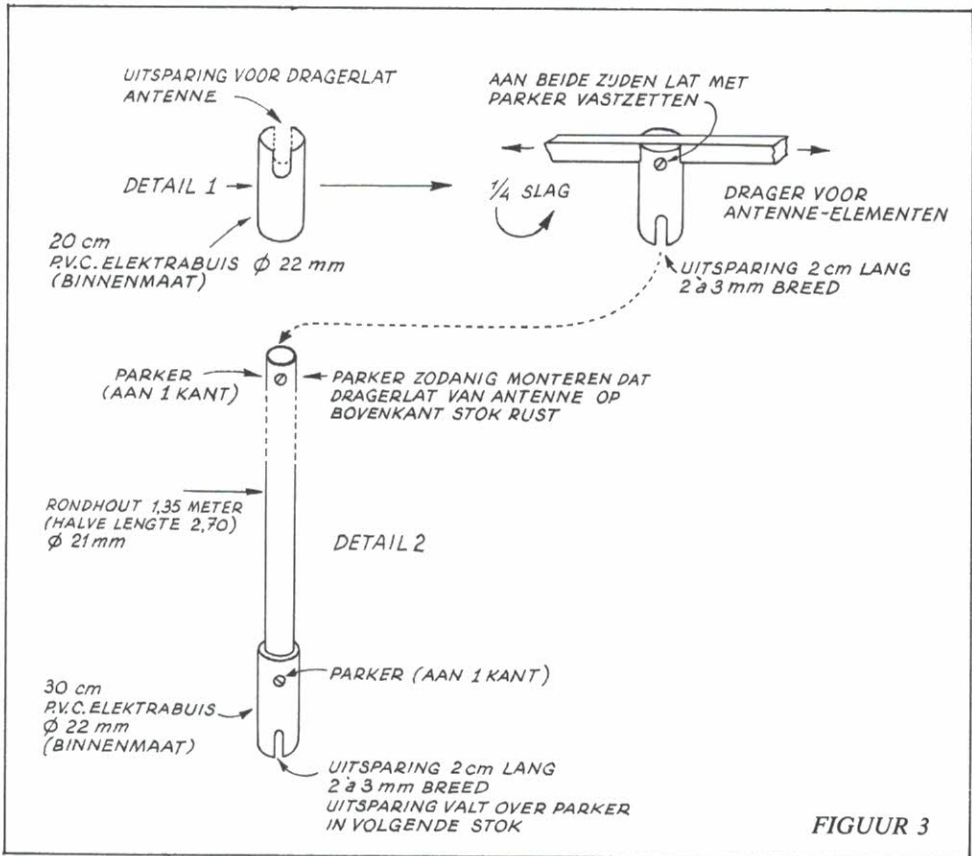 UITSPARING VOOR DRAGERLAT
ANTENNE
DETAIL 1
20 cm
P.V.C. ELEKTRABUIS ϕ 22 mm
(BINNENMAAT)
AAN BEIDE ZIJDEN LAT MET
PARKER VASTZETTEN
1/4 SLAG
DRAGER VOOR
ANTENNE-ELEMENTEN
UITSPARING 2 cm LANG
2 à 3 mm BREED
PARKER
(AAN 1 KANT)
PARKER ZODANIG MONTEREN DAT
DRAGERLAT VAN ANTENNE OP
BOVENKANT STOK RUST
RONDHOUT 1,35 METER
(HALVE LENGTE 2,70)
ϕ 21 mm
DETAIL 2
PARKER (AAN 1 KANT)
30 cm
P.V.C. ELEKTRABUIS
ϕ 22 mm
(BINNENMAAT)
UITSPARING 2 cm LANG
2 à 3 mm BREED
UITSPARING VALT OVER PARKER
IN VOLGENDE STOK
FIGUUR 3